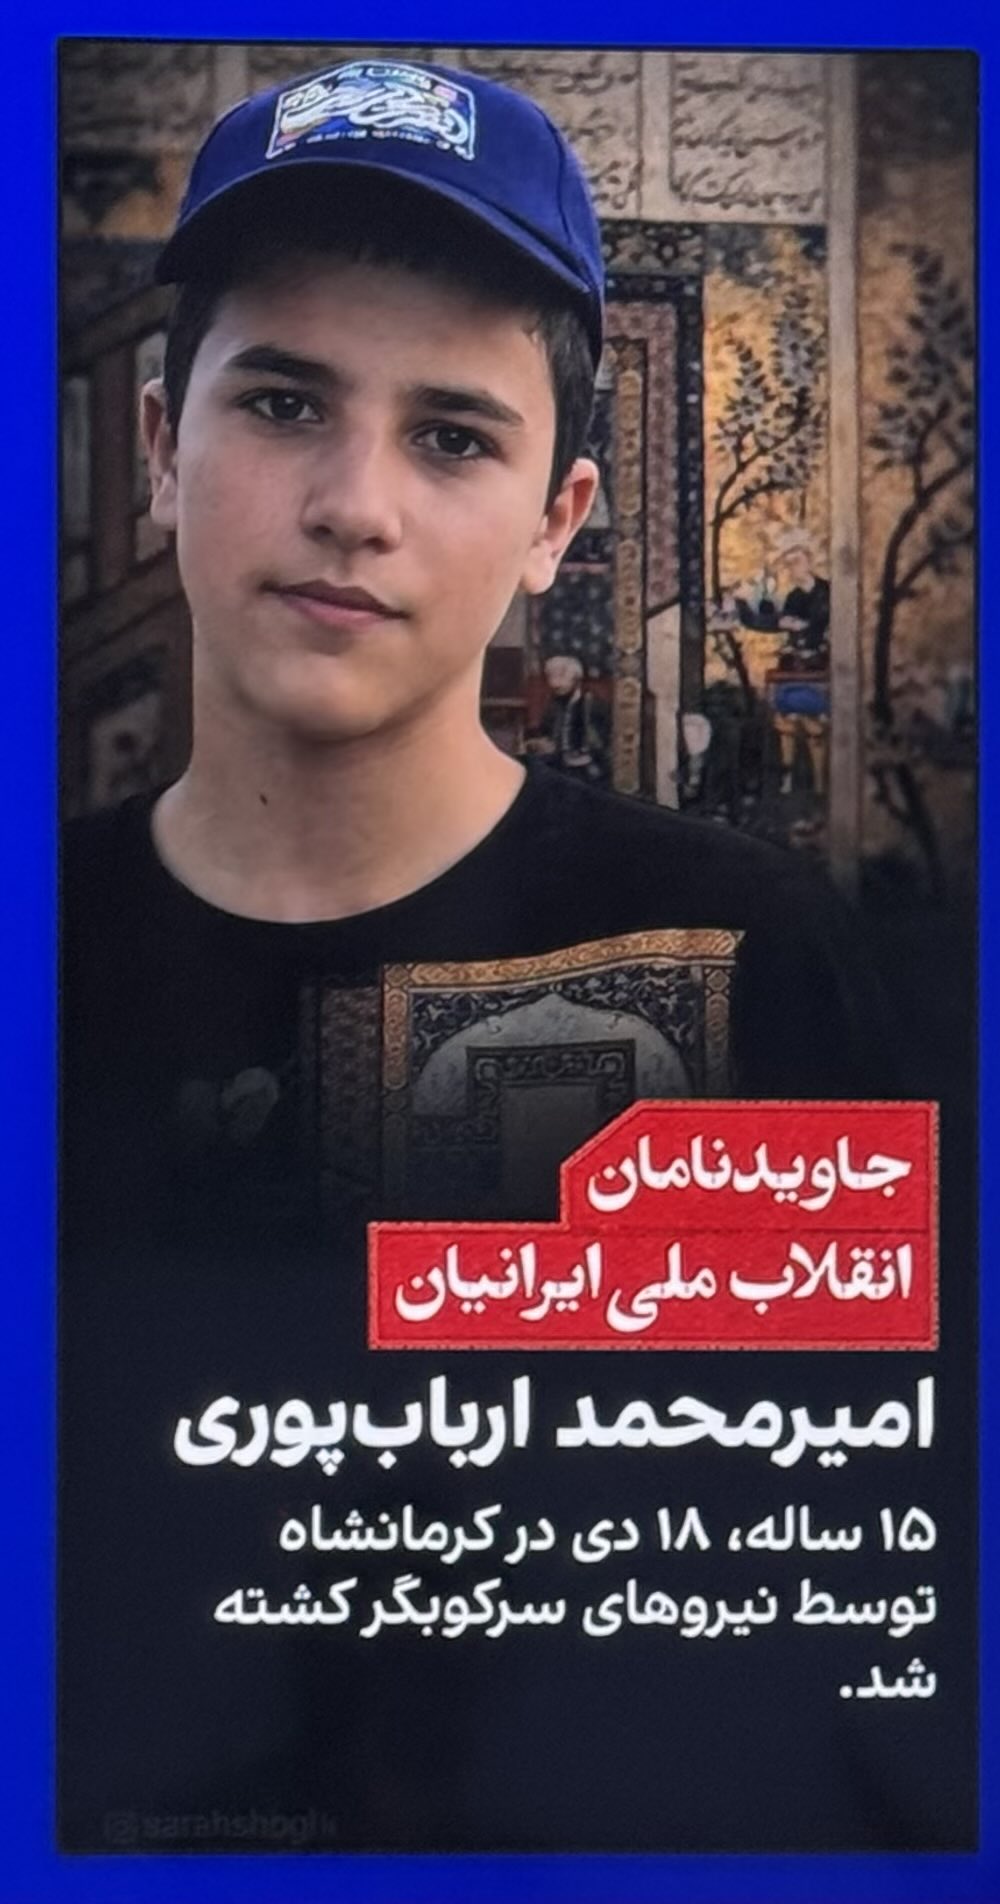 جاویدنامان
انقلاب ملی ایرانیان
امیرمحمد ارباب‌پوری
۱۵ ساله، ۱۸ دی در کرمانشاه
توسط نیروهای سرکوبگر کشته
شد.